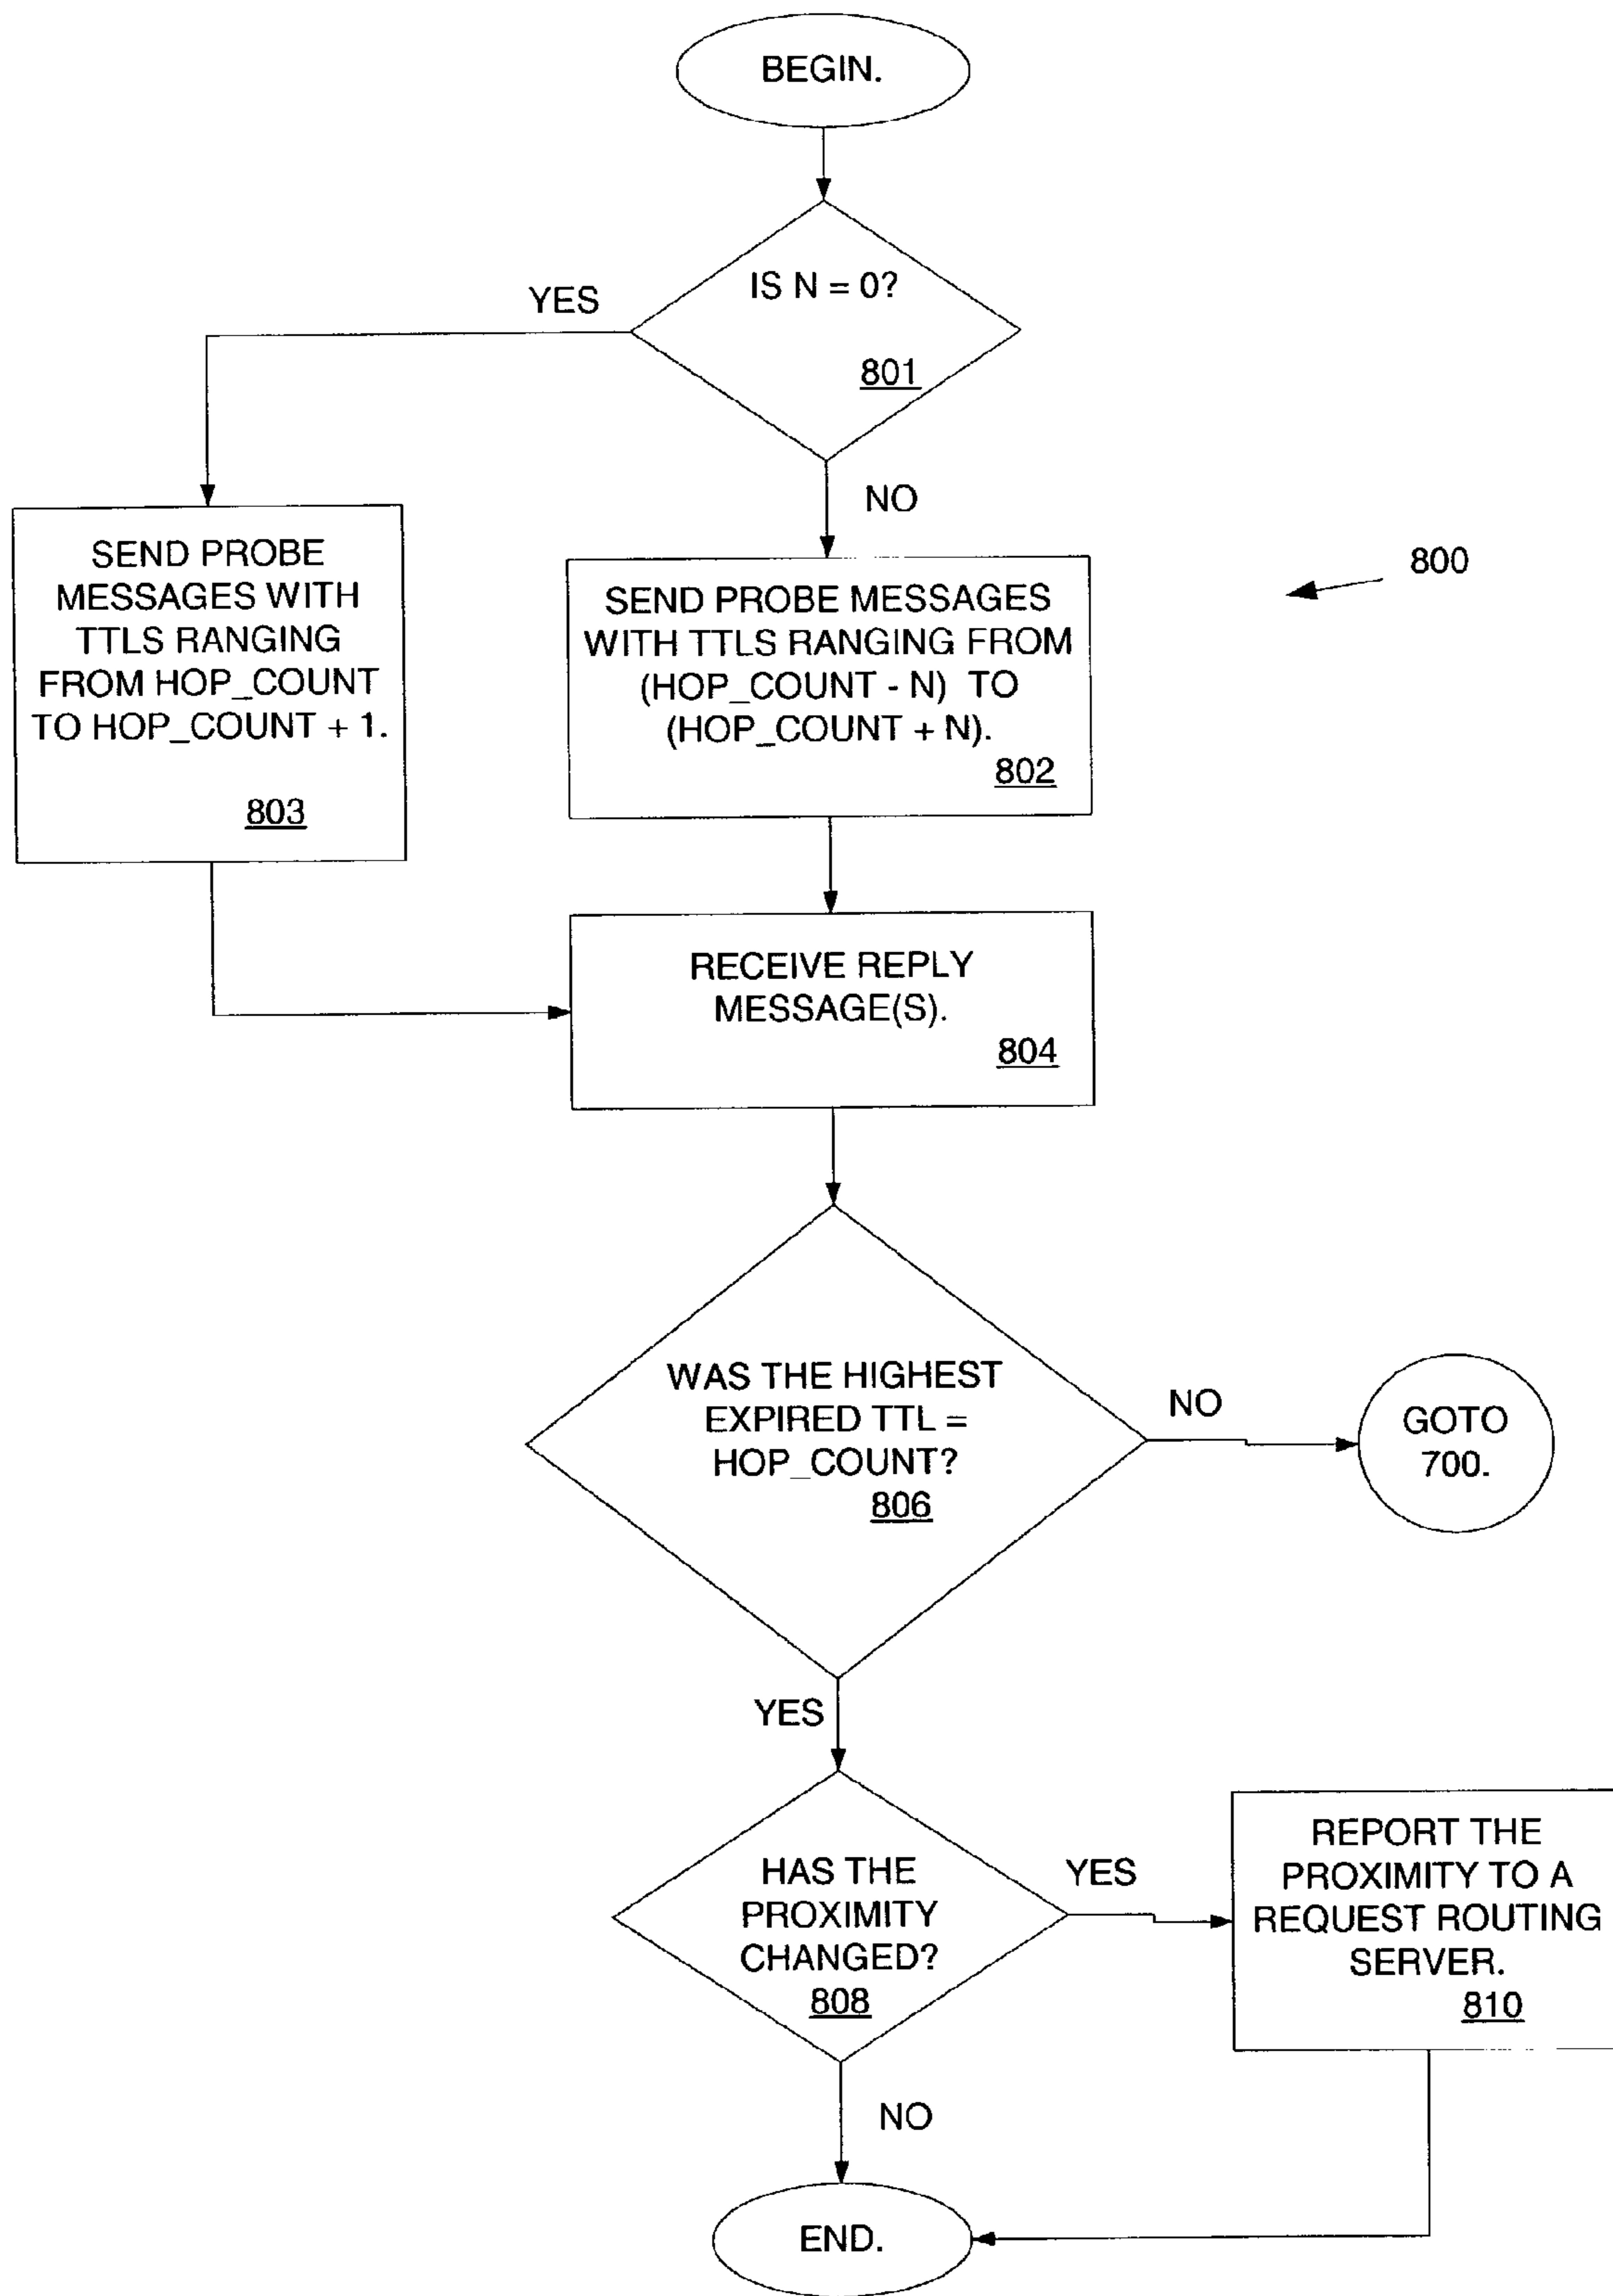 BEGIN.
IS N = 0?
801
YES
NO
SEND PROBE
MESSAGES WITH
TTLS RANGING
FROM HOP_COUNT
TO HOP_COUNT + 1.
803
SEND PROBE MESSAGES
WITH TTLS RANGING FROM
(HOP_COUNT - N) TO
(HOP_COUNT + N).
802
800
RECEIVE REPLY
MESSAGE(S).
804
WAS THE HIGHEST
EXPIRED TTL =
HOP_COUNT?
806
NO
GOTO
700.
YES
HAS THE
PROXIMITY
CHANGED?
808
YES
REPORT THE
PROXIMITY TO A
REQUEST ROUTING
SERVER.
810
NO
END.